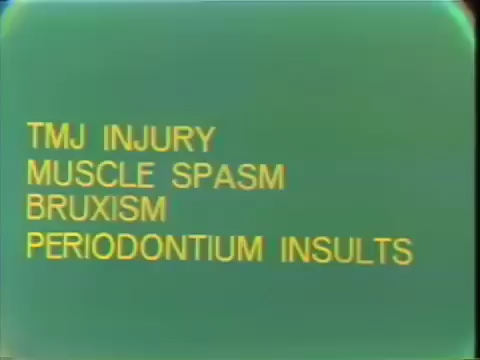 TMJ INJURY
MUSCLE SPASM
BRUXISM
PERIODONTIUM INSULTS